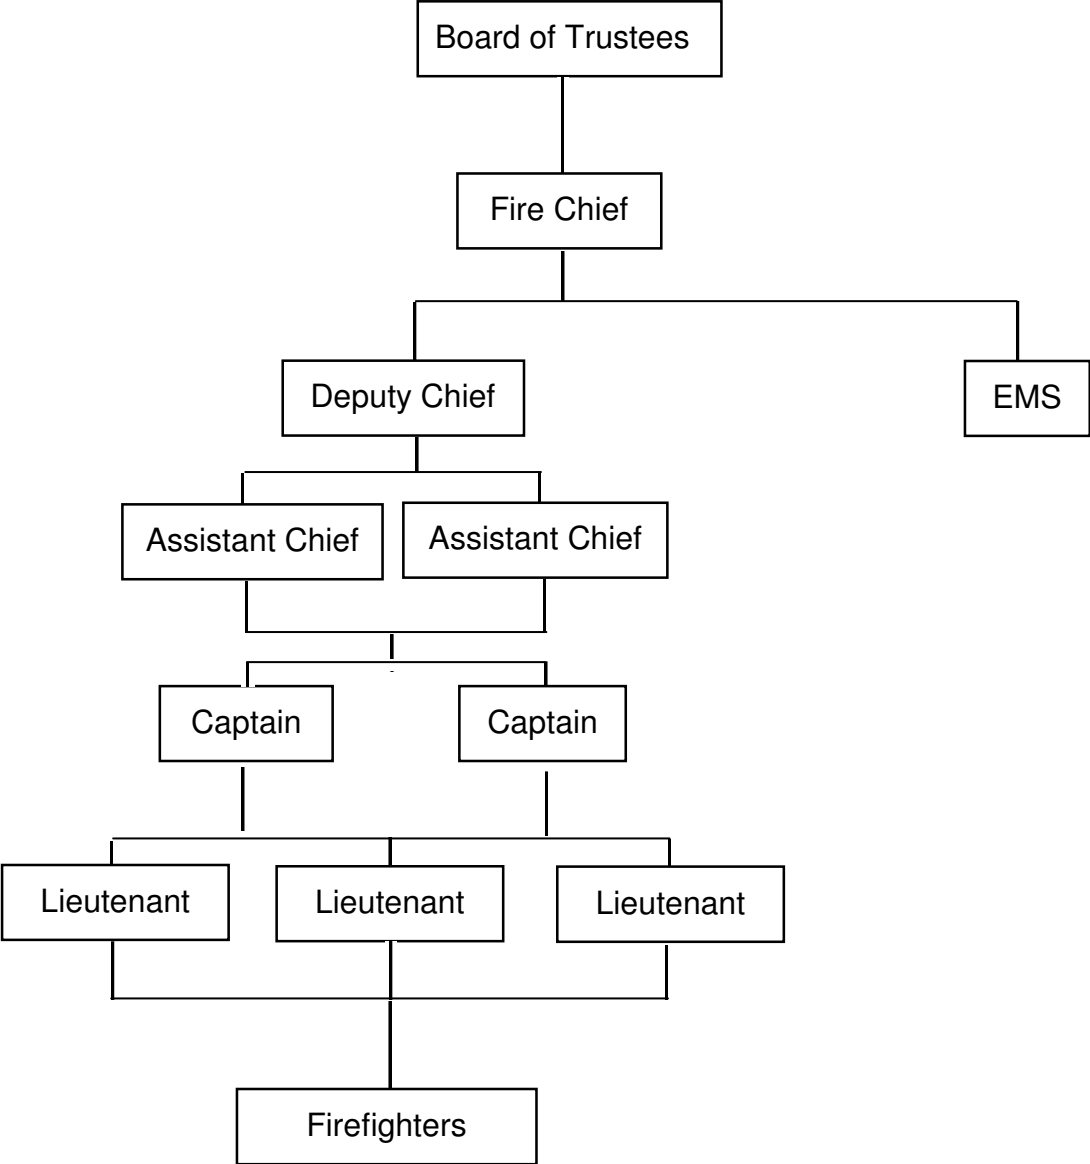 Board of Trustees
Fire Chief
Deputy Chief
EMS
Assistant Chief
Assistant Chief
Captain
Captain
Lieutenant
Lieutenant
Lieutenant
Firefighters